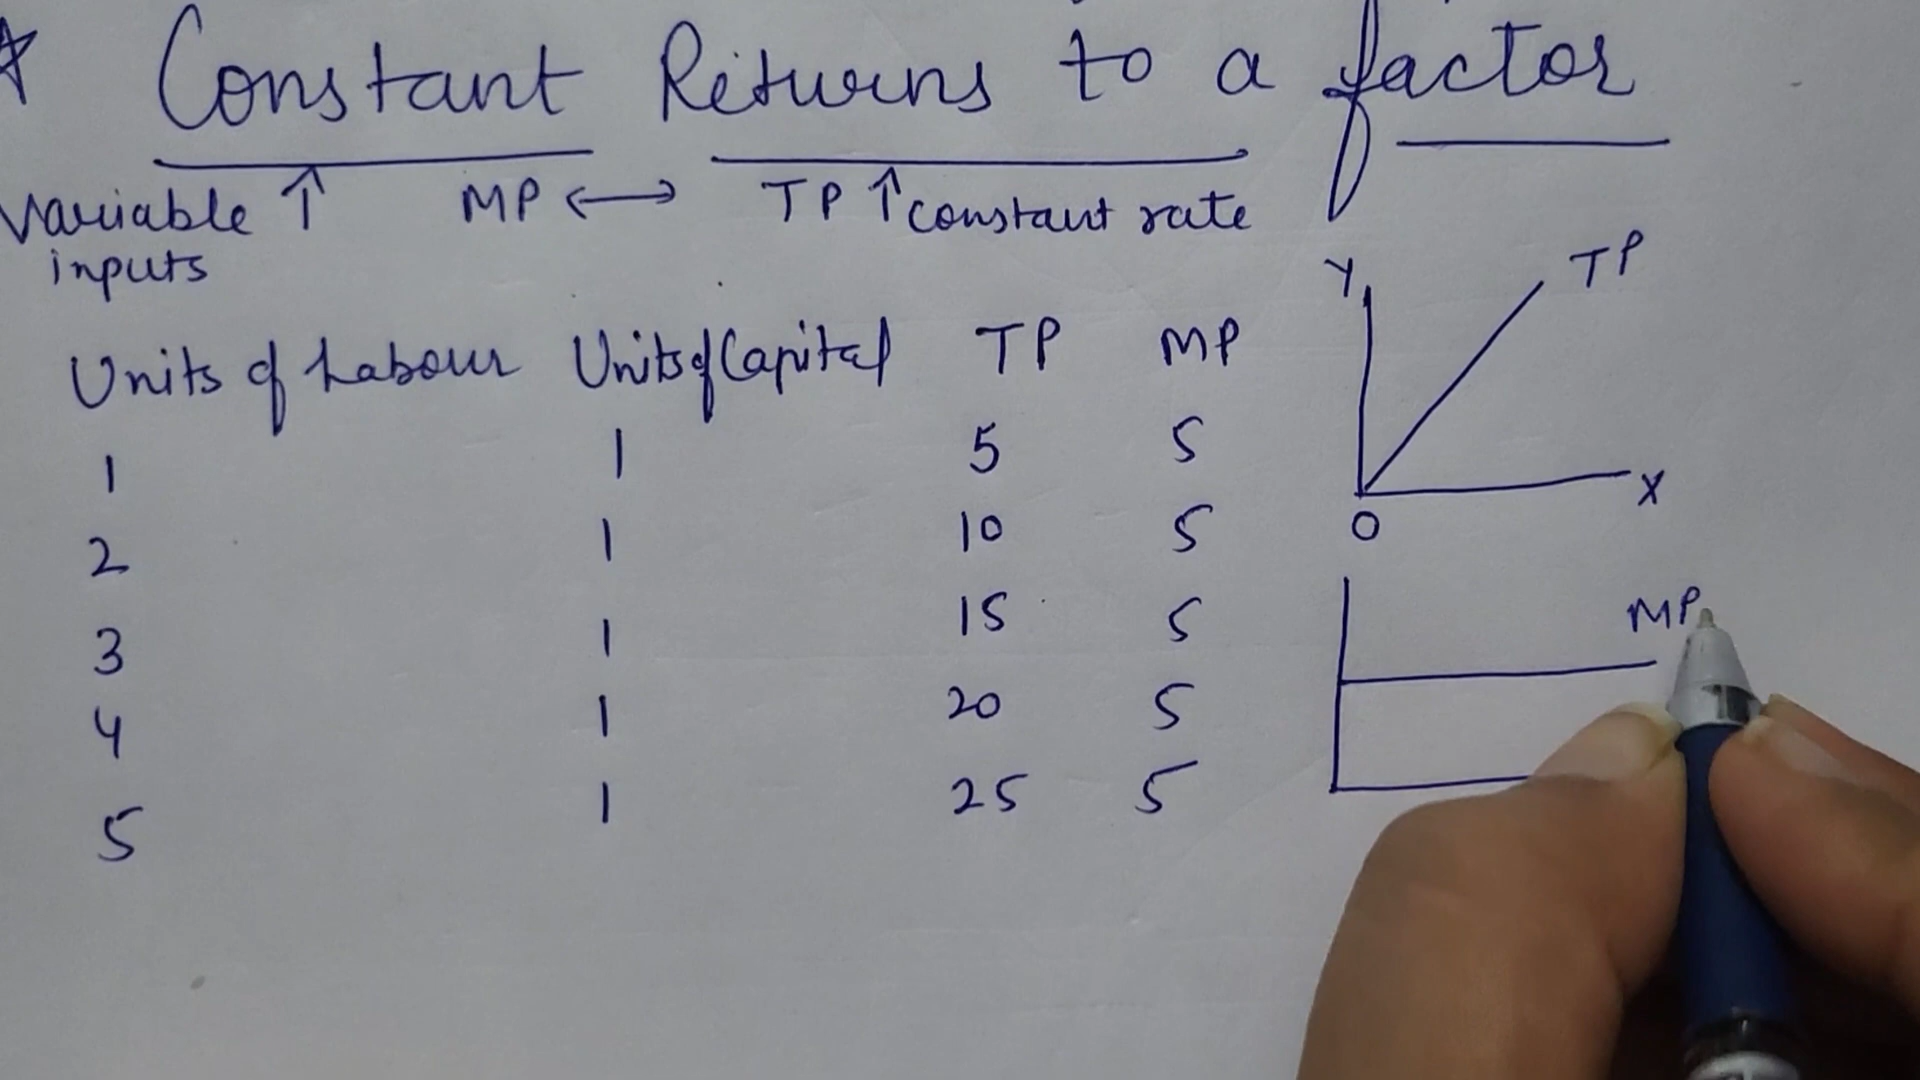 ☆ Constant Returns to a factor
Variable ↑ MP ↔ TP ↑ constant rate
inputs
Units of Labour Units of Capital TP MP
1 1 5 5
2 1 10 5
3 1 15 5
4 1 20 5
5 1 25 5
Y TP
X
O
MP